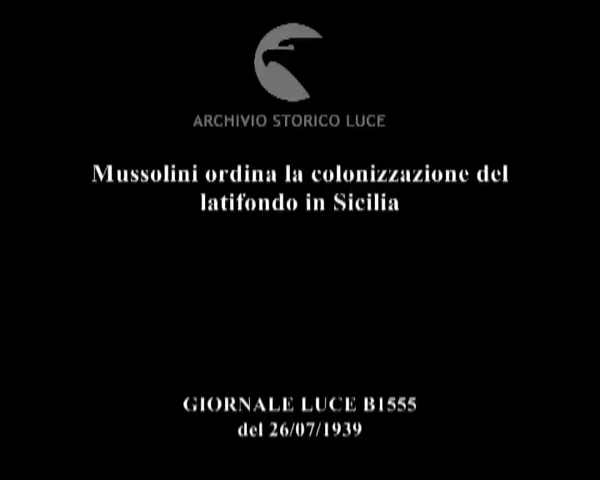 ARCHIVIO STORICO LUCE
Mussolini ordina la colonizzazione del
latifondo in Sicilia
GIORNALE LUCE B1555
del 26/07/1939